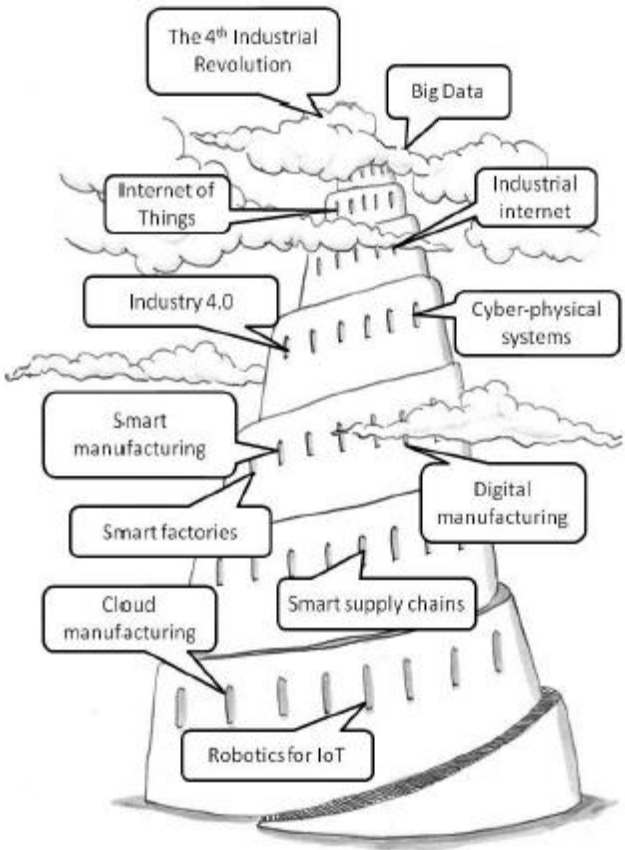 The 4th Industrial
Revolution
Big Data
Internet of
Things
Industrial
internet
Industry 4.0
Cyber-physical
systems
Smart
manufacturing
Digital
manufacturing
Smart factories
Smart supply chains
Cloud
manufacturing
Robotics for IoT